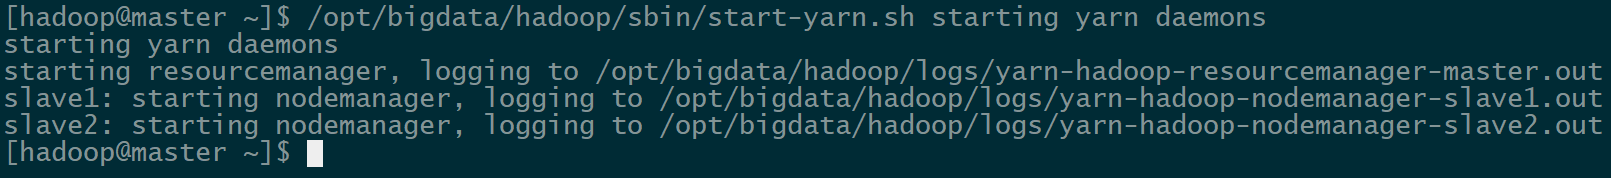 [hadoop@master ~]$ /opt/bigdata/hadoop/sbin/start-yarn.sh starting yarn daemons
starting yarn daemons
starting resourcemanager, logging to /opt/bigdata/hadoop/logs/yarn-hadoop-resourcemanager-master.out
slave1: starting nodemanager, logging to /opt/bigdata/hadoop/logs/yarn-hadoop-nodemanager-slave1.out
slave2: starting nodemanager, logging to /opt/bigdata/hadoop/logs/yarn-hadoop-nodemanager-slave2.out
[hadoop@master ~]$